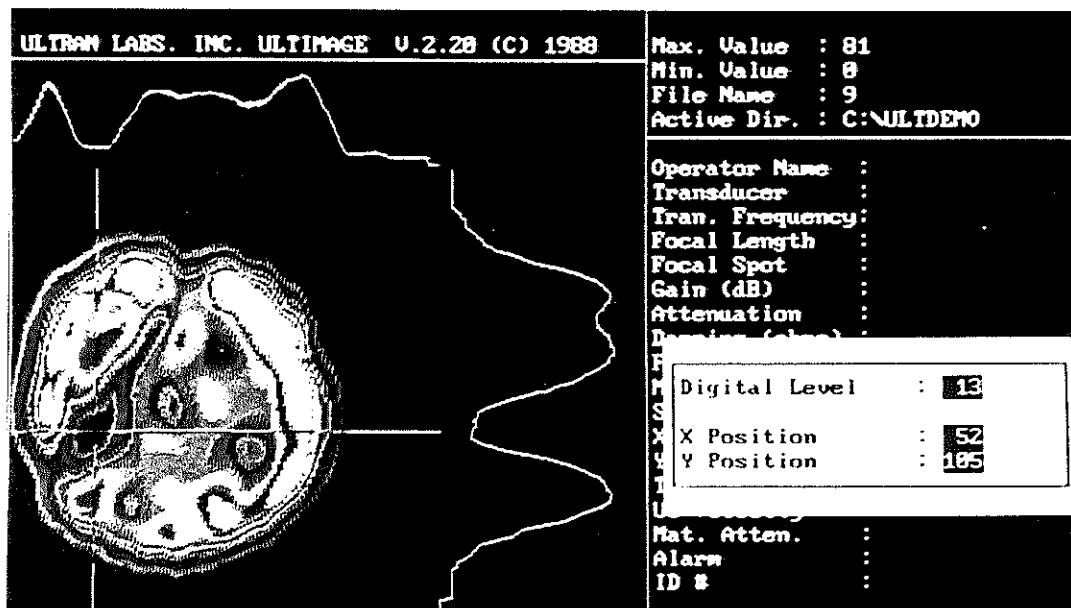 ULTRAN LABS. INC. ULTIMAGE V.2.20 (C) 1988
Max. Value : 81
Min. Value : 0
File Name : 9
Active Dir. : C:\ULTDEMO
Operator Name :
Transducer :
Tran. Frequency:
Focal Length :
Focal Spot :
Gain (dB) :
Attenuation :
Digital Level : 13
X Position : 52
Y Position : 105
Mat. Atten. :
Alarm :
ID # :